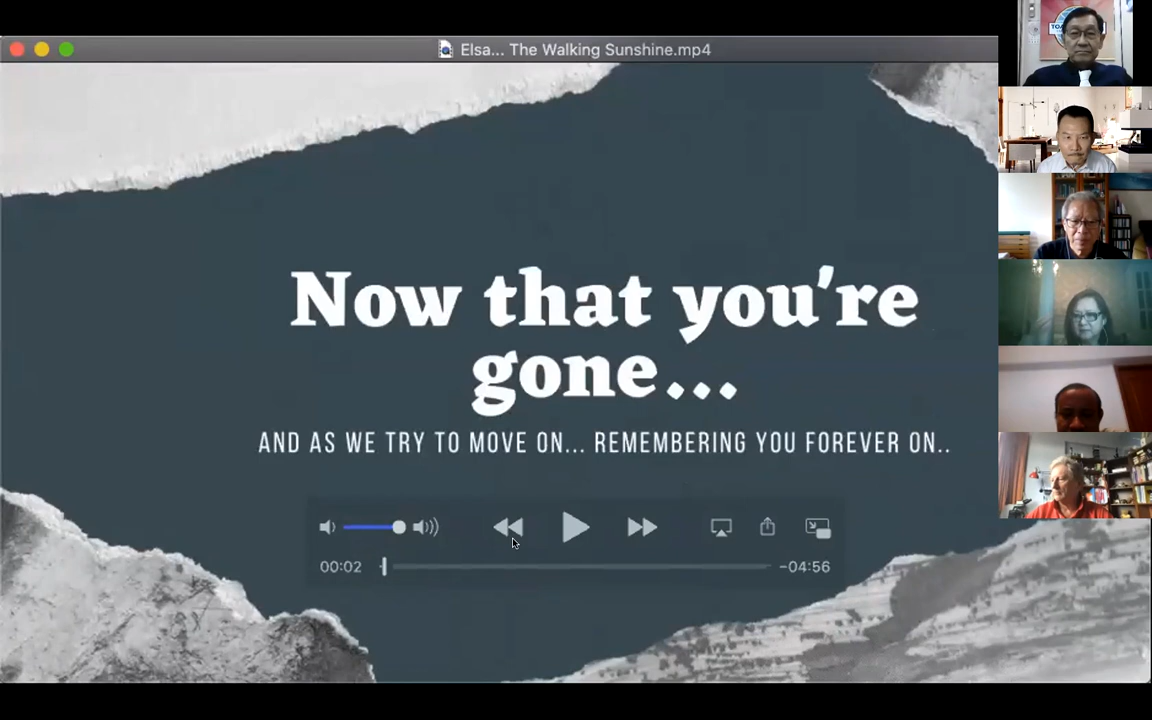 Elsa... The Walking Sunshine.mp4
Now that you're
gone...
AND AS WE TRY TO MOVE ON... REMEMBERING YOU FOREVER ON..
00:02
-04:56